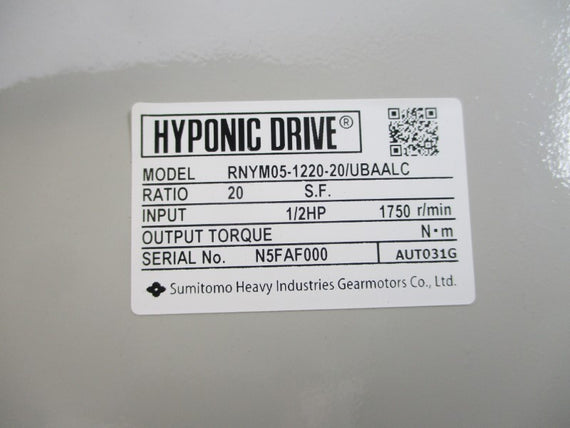 HYPONIC DRIVE®
MODEL RNYM05-1220-20/UBAALC
RATIO 20 S.F.
INPUT 1/2HP 1750 r/min
OUTPUT TORQUE N・m
SERIAL No. N5FAF000 AUT031G
Sumitomo Heavy Industries Gearmotors Co., Ltd.